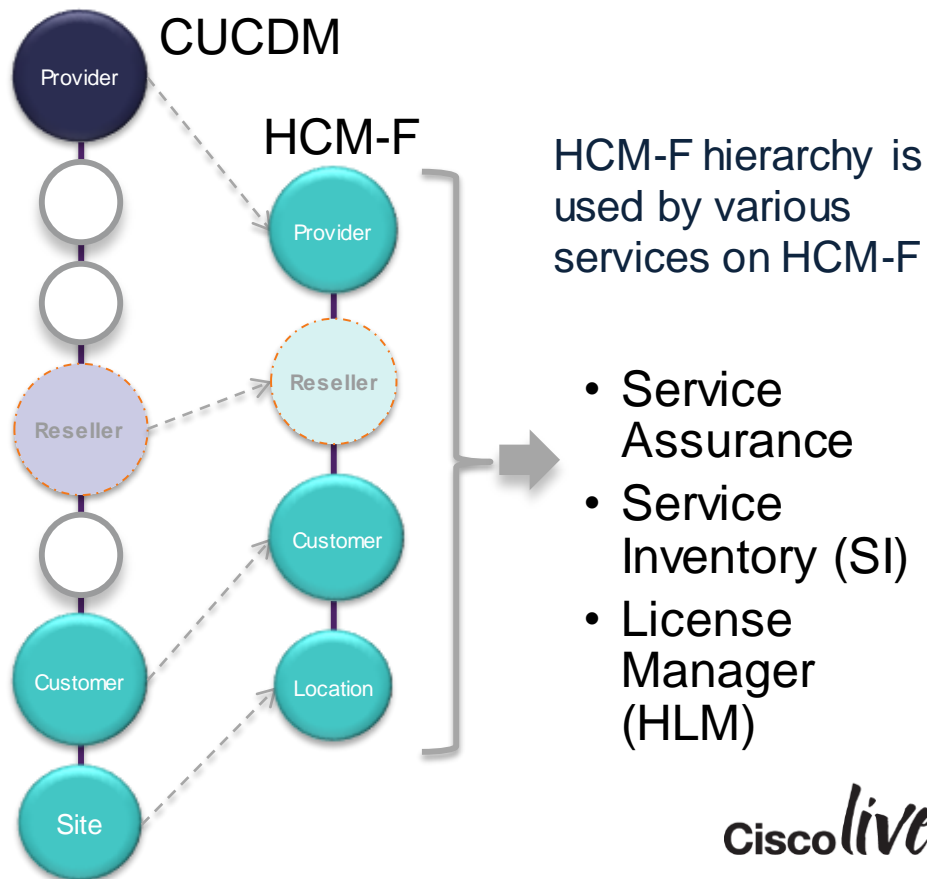 CUCDM
Provider
HCM-F
Provider
HCM-F hierarchy is
used by various
services on HCM-F
Reseller
Reseller
Customer
Customer
Location
Site
• Service
Assurance
• Service
Inventory (SI)
• License
Manager
(HLM)
Cisco live